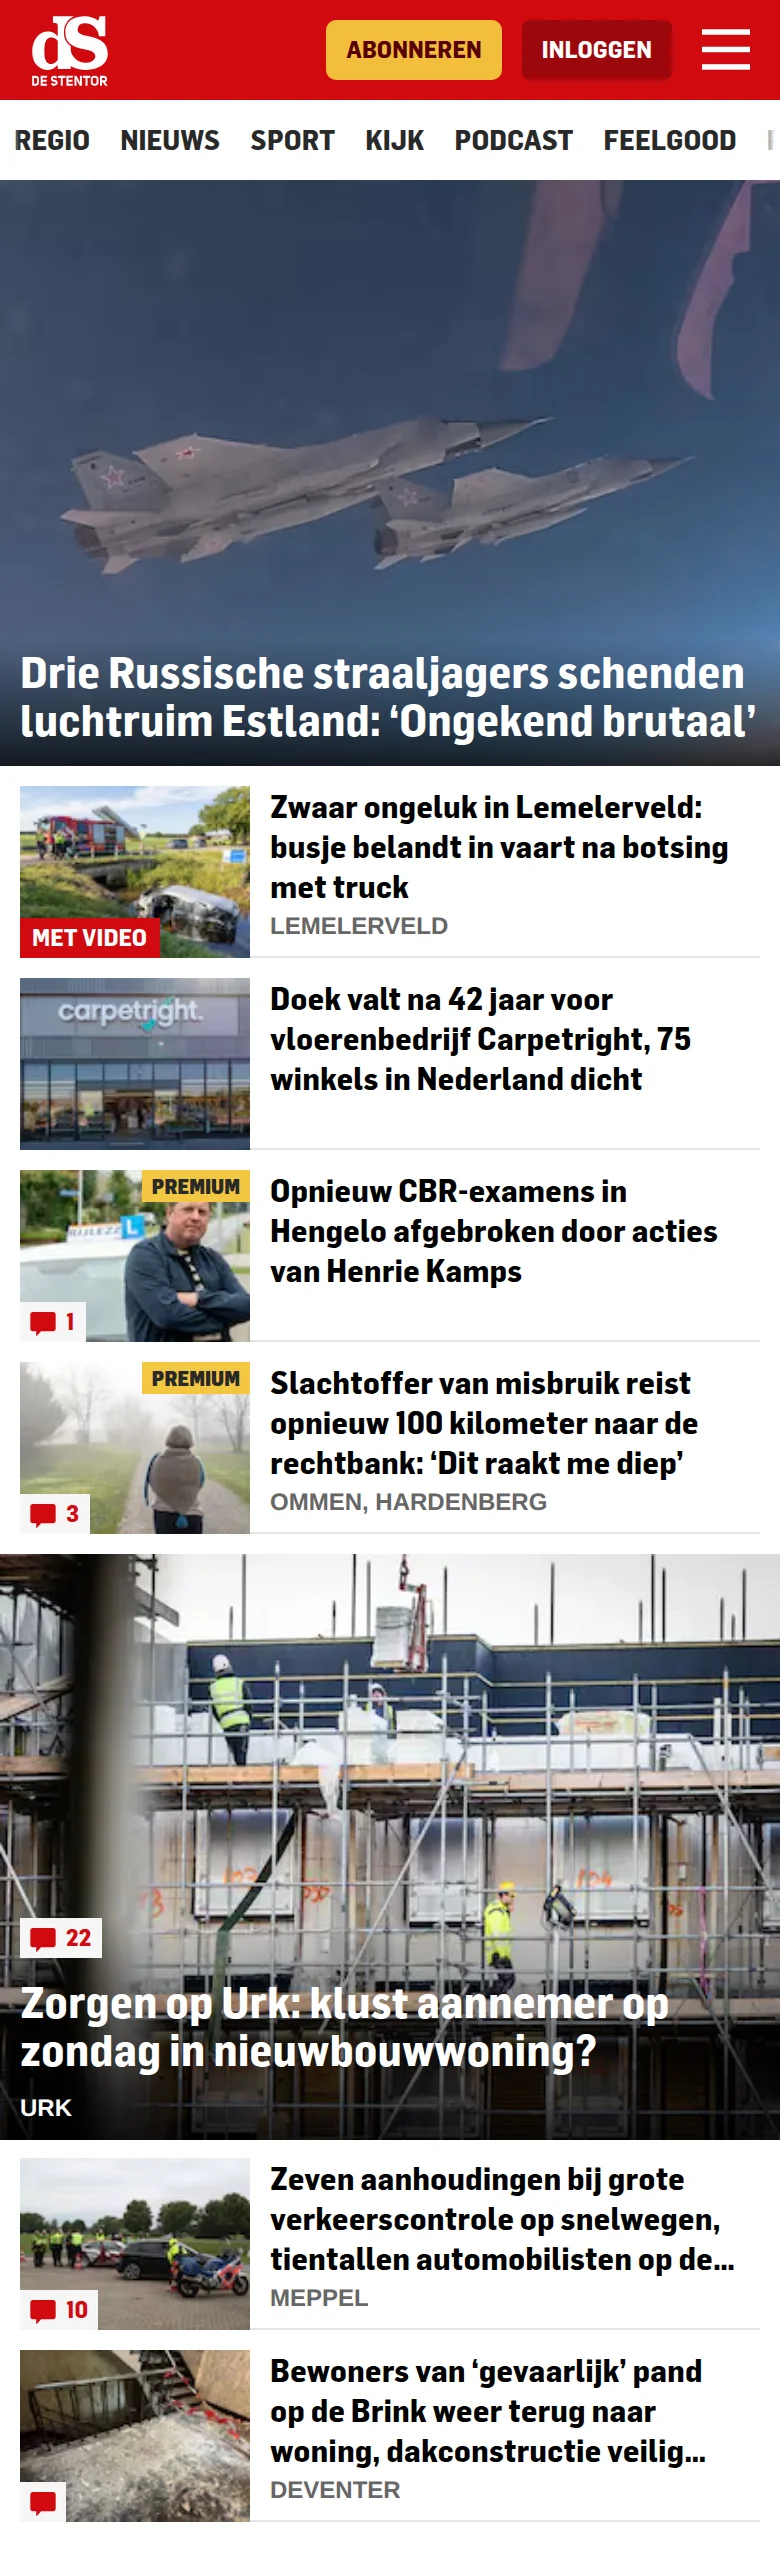 dS
DE STENTOR
ABONNEREN
INLOGGEN
REGIO NIEUWS SPORT KIJK PODCAST FEELGOOD
Drie Russische straaljagers schenden
luchtruim Estland: ‘Ongekend brutaal’
MET VIDEO
Zwaar ongeluk in Lemelerveld:
busje belandt in vaart na botsing
met truck
LEMELERVELD
carpetright.
Doek valt na 42 jaar voor
vloerenbedrijf Carpetright, 75
winkels in Nederland dicht
PREMIUM
L
1
Opnieuw CBR-examens in
Hengelo afgebroken door acties
van Henrie Kamps
PREMIUM
3
Slachtoffer van misbruik reist
opnieuw 100 kilometer naar de
rechtbank: ‘Dit raakt me diep’
OMMEN, HARDENBERG
103
104
22
Zorgen op Urk: klust aannemer op
zondag in nieuwbouwwoning?
URK
10
Zeven aanhoudingen bij grote
verkeerscontrole op snelwegen,
tientallen automobilisten op de...
MEPPEL
Bewoners van ‘gevaarlijk’ pand
op de Brink weer terug naar
woning, dakconstructie veilig...
DEVENTER